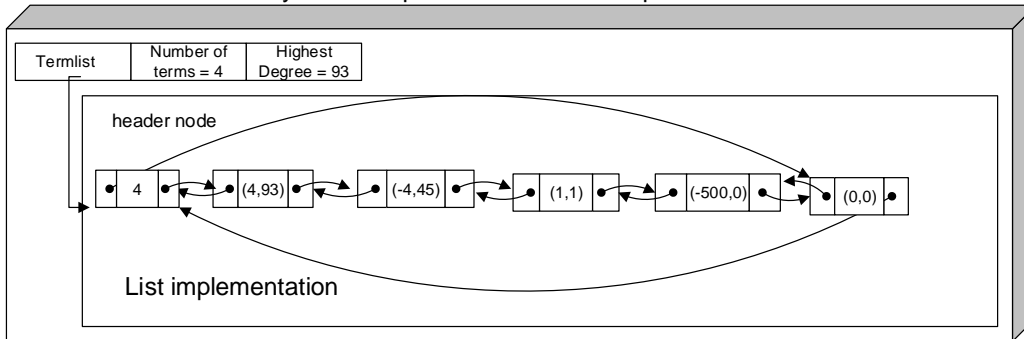 Termlist
Number of
terms = 4
Highest
Degree = 93
header node
4
(4,93)
(-4,45)
(1,1)
(-500,0)
(0,0)
List implementation